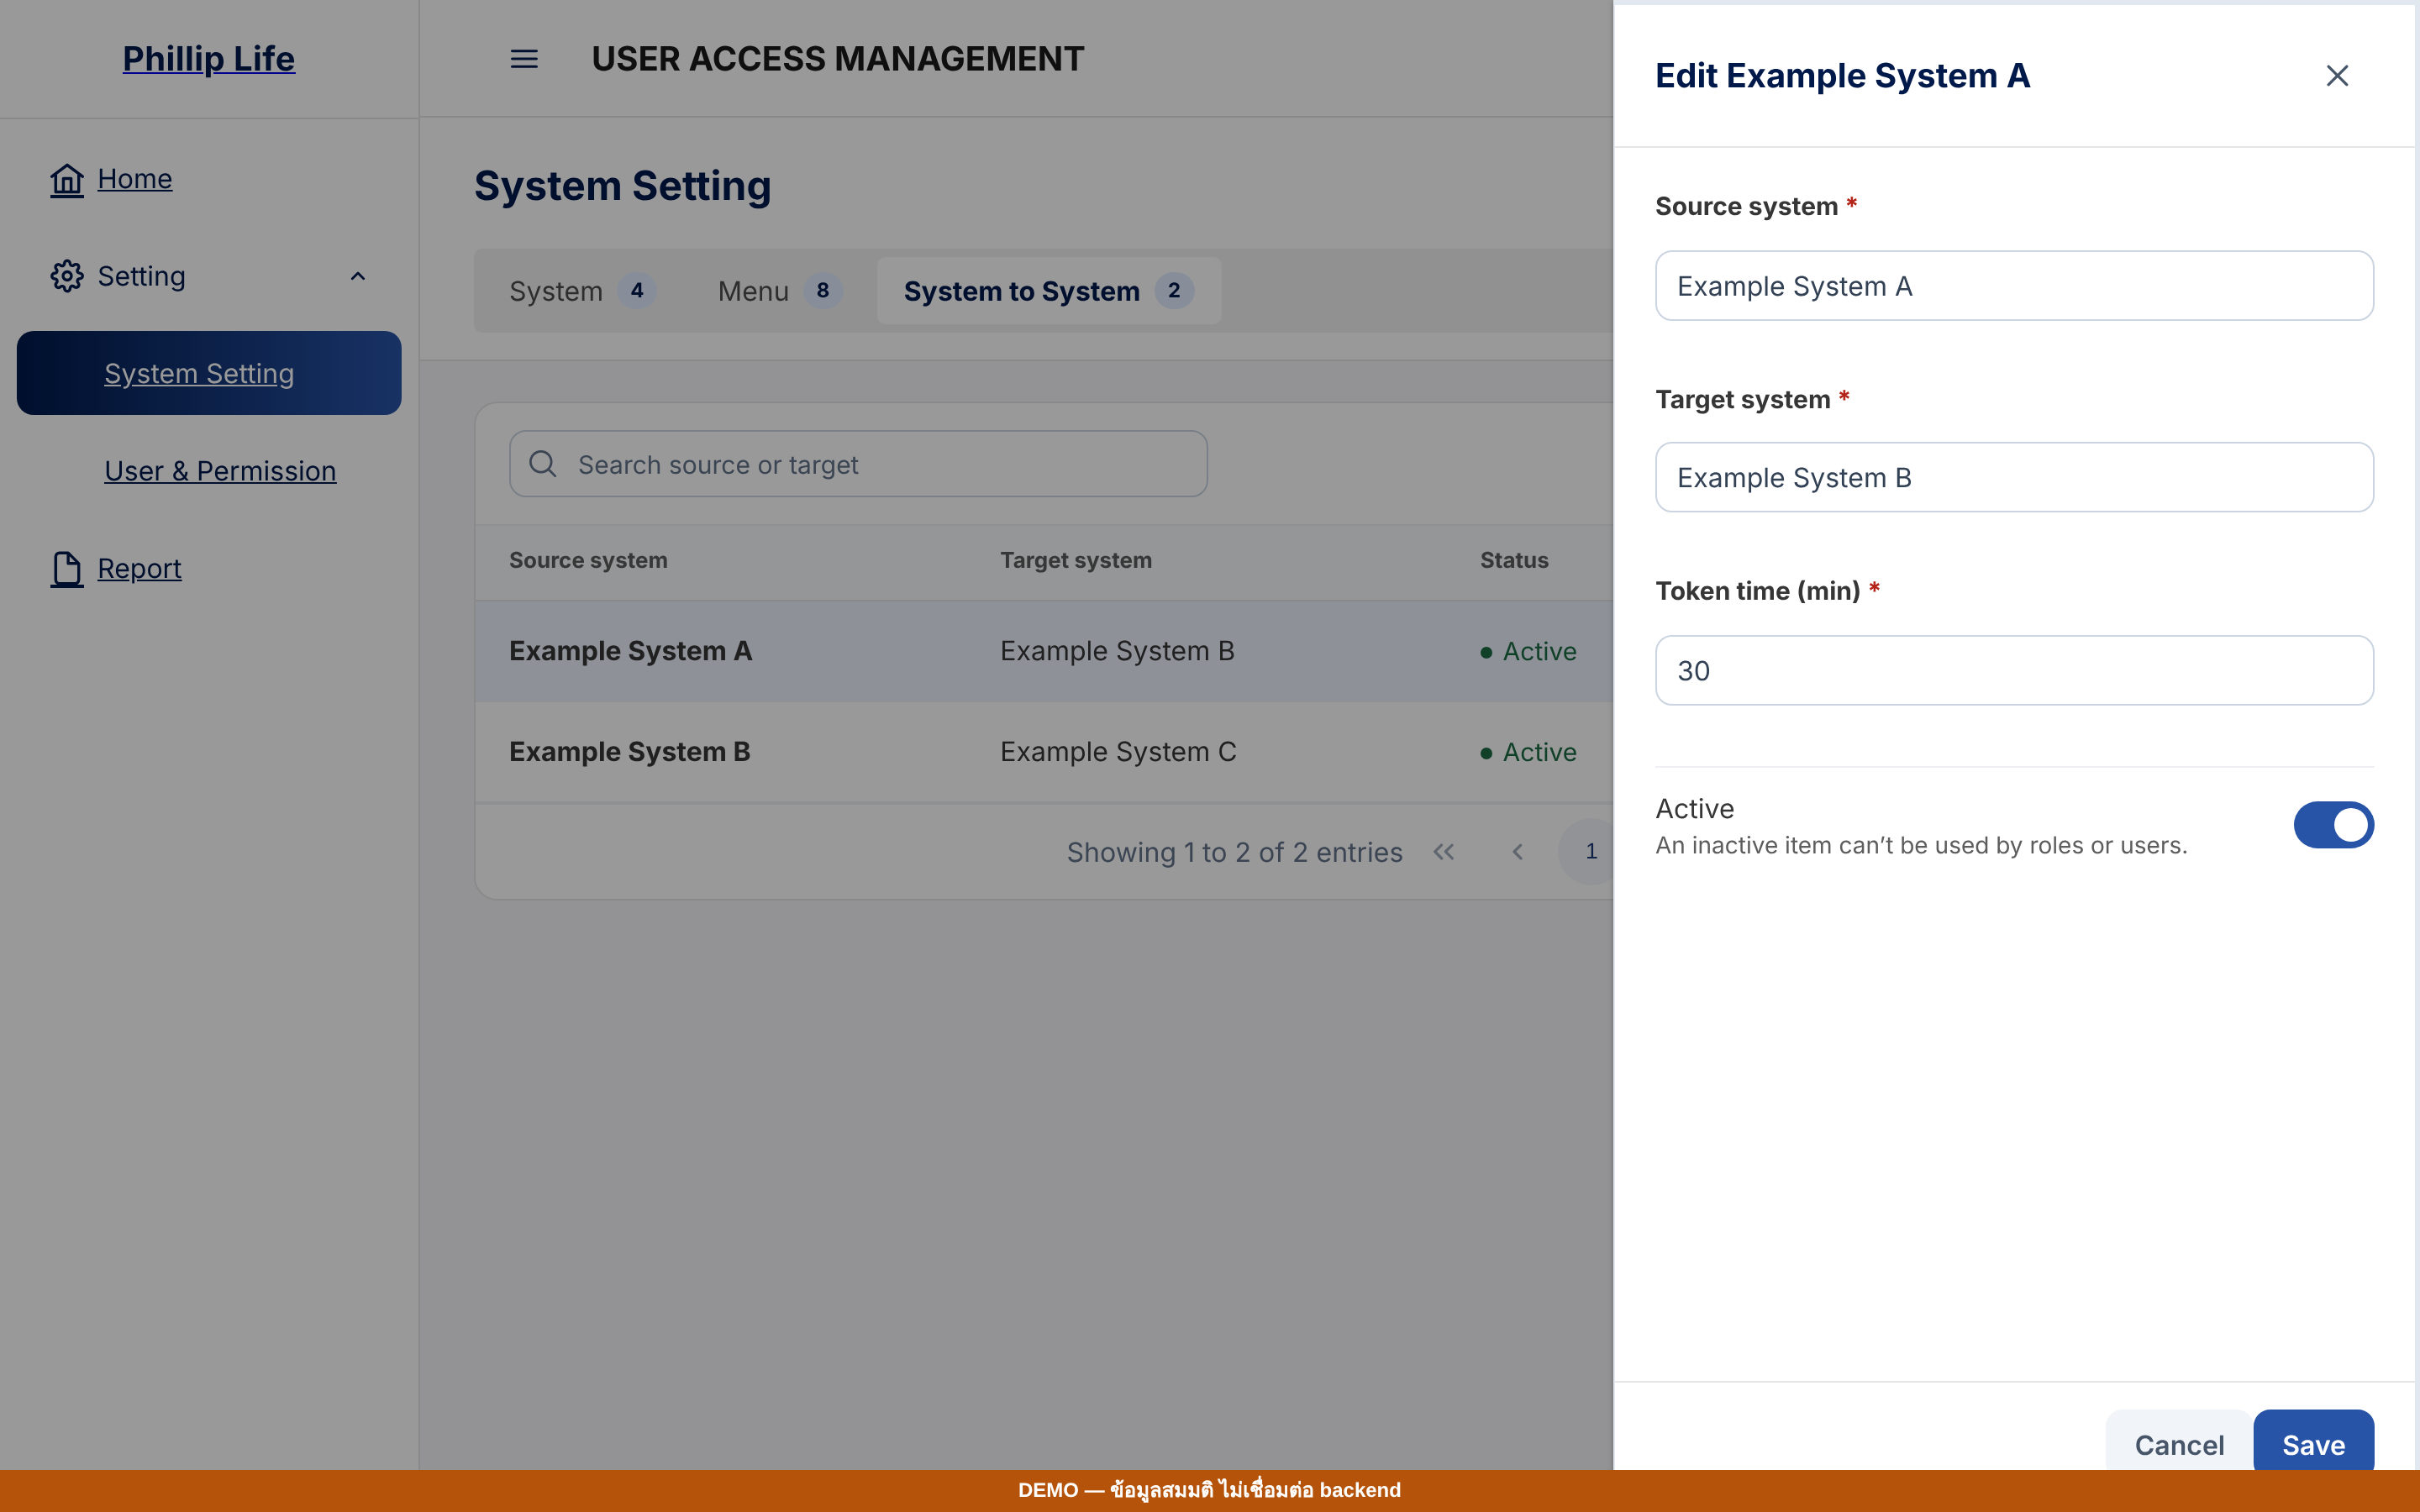 Phillip Life
USER ACCESS MANAGEMENT
Home
Setting
System Setting
User & Permission
Report
System Setting
System 4 Menu 8 System to System 2
Search source or target
Source system Target system Status
Example System A Example System B Active
Example System B Example System C Active
Showing 1 to 2 of 2 entries 1
Edit Example System A
Source system *
Example System A
Target system *
Example System B
Token time (min) *
30
Active
An inactive item can’t be used by roles or users.
Cancel Save
DEMO — ข้อมูลสมมติ ไม่เชื่อมต่อ backend